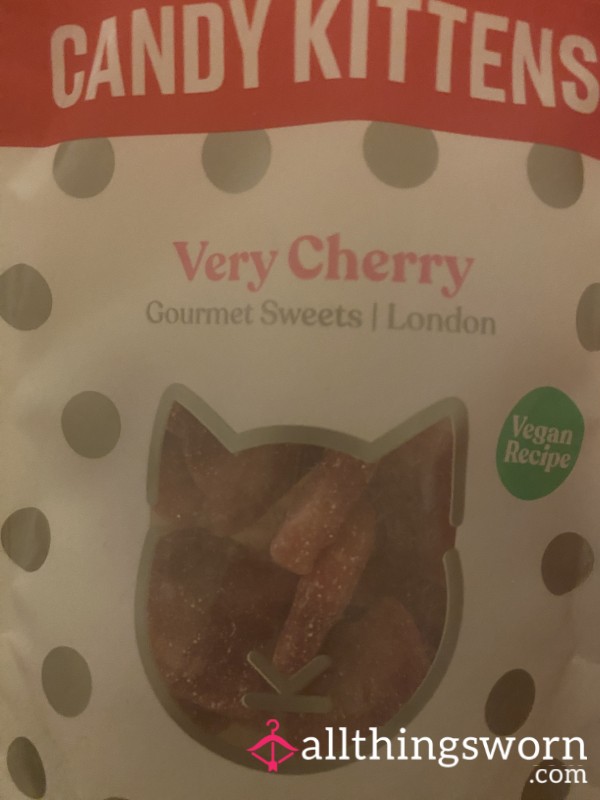 CANDY KITTENS
Very Cherry
Gourmet Sweets | London
Vegan
Recipe
K
allthingsworn
.com